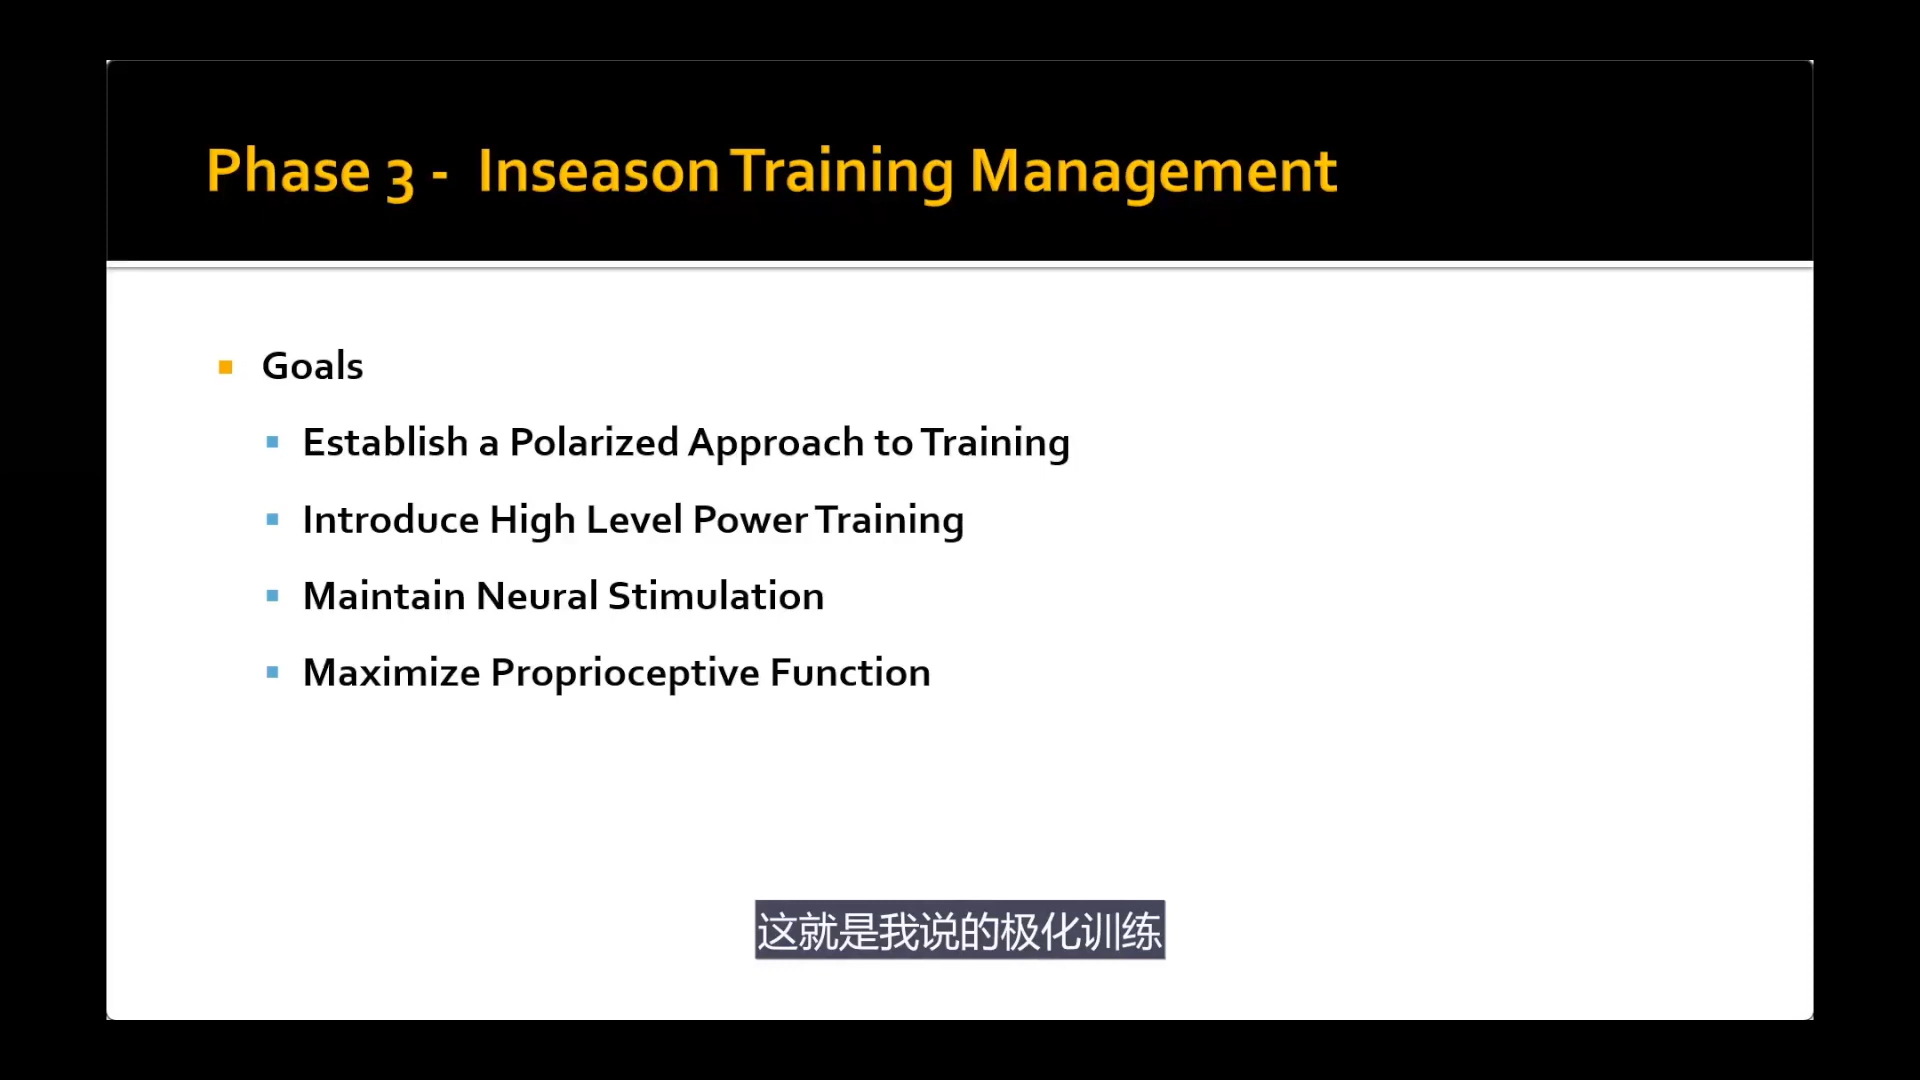 Phase 3 - Inseason Training Management
Goals
Establish a Polarized Approach to Training
Introduce High Level Power Training
Maintain Neural Stimulation
Maximize Proprioceptive Function
这就是我说的极化训练